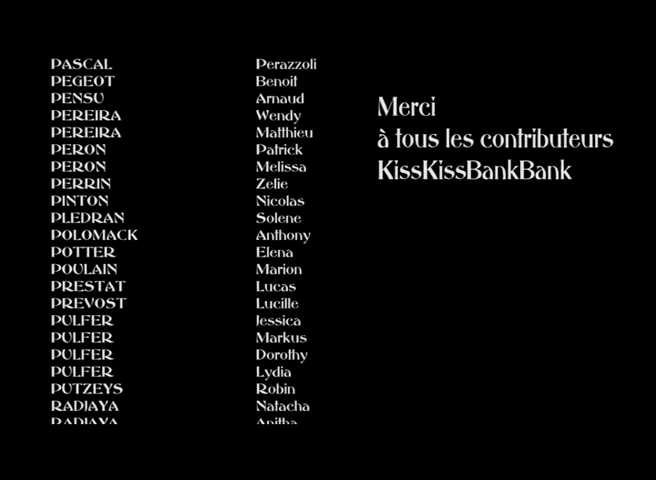 PASCAL Perazzoli
PEGEOT Benoit
PENSU Arnaud
PEREIRA Wendy
PEREIRA Matthieu
PERON Patrick
PERON Melissa
PERRIN Zelie
PINTON Nicolas
PLEDRAN Solene
POLOMACK Anthony
POTTER Elena
POULAIN Marion
PRESTAT Lucas
PREVOST Lucille
PULFER Jessica
PULFER Markus
PULFER Dorothy
PULFER Lydia
PUTZEYS Robin
RADJAYA Natacha
RADJAYA Anitha
Merci
à tous les contributeurs
KissKissBankBank